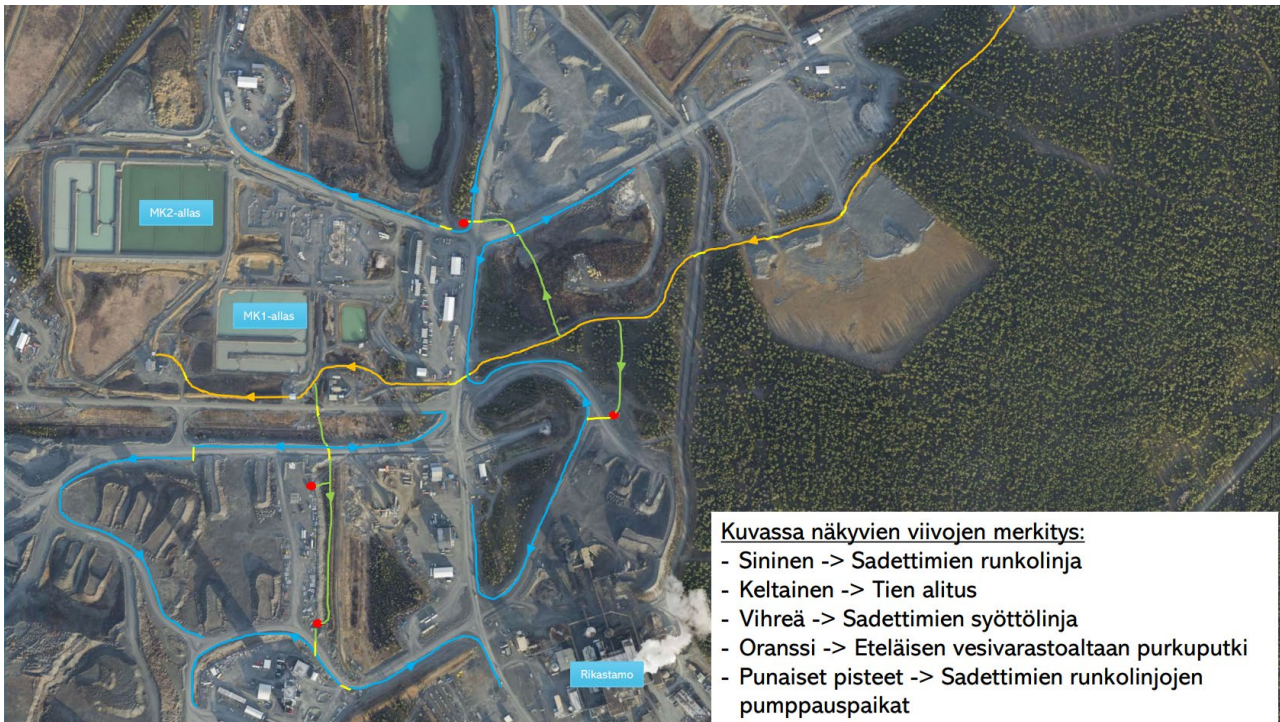 MK2-allas
MK1-allas
Rikastamo
Kuvassa näkyvien viivojen merkitys:
- Sininen -> Sadettimien runkolinja
- Keltainen -> Tien alitus
- Vihreä -> Sadettimien syöttölinja
- Oranssi -> Eteläisen vesivarastoaltaan purkuputki
- Punaiset pisteet -> Sadettimien runkolinjojen
pumppauspaikat